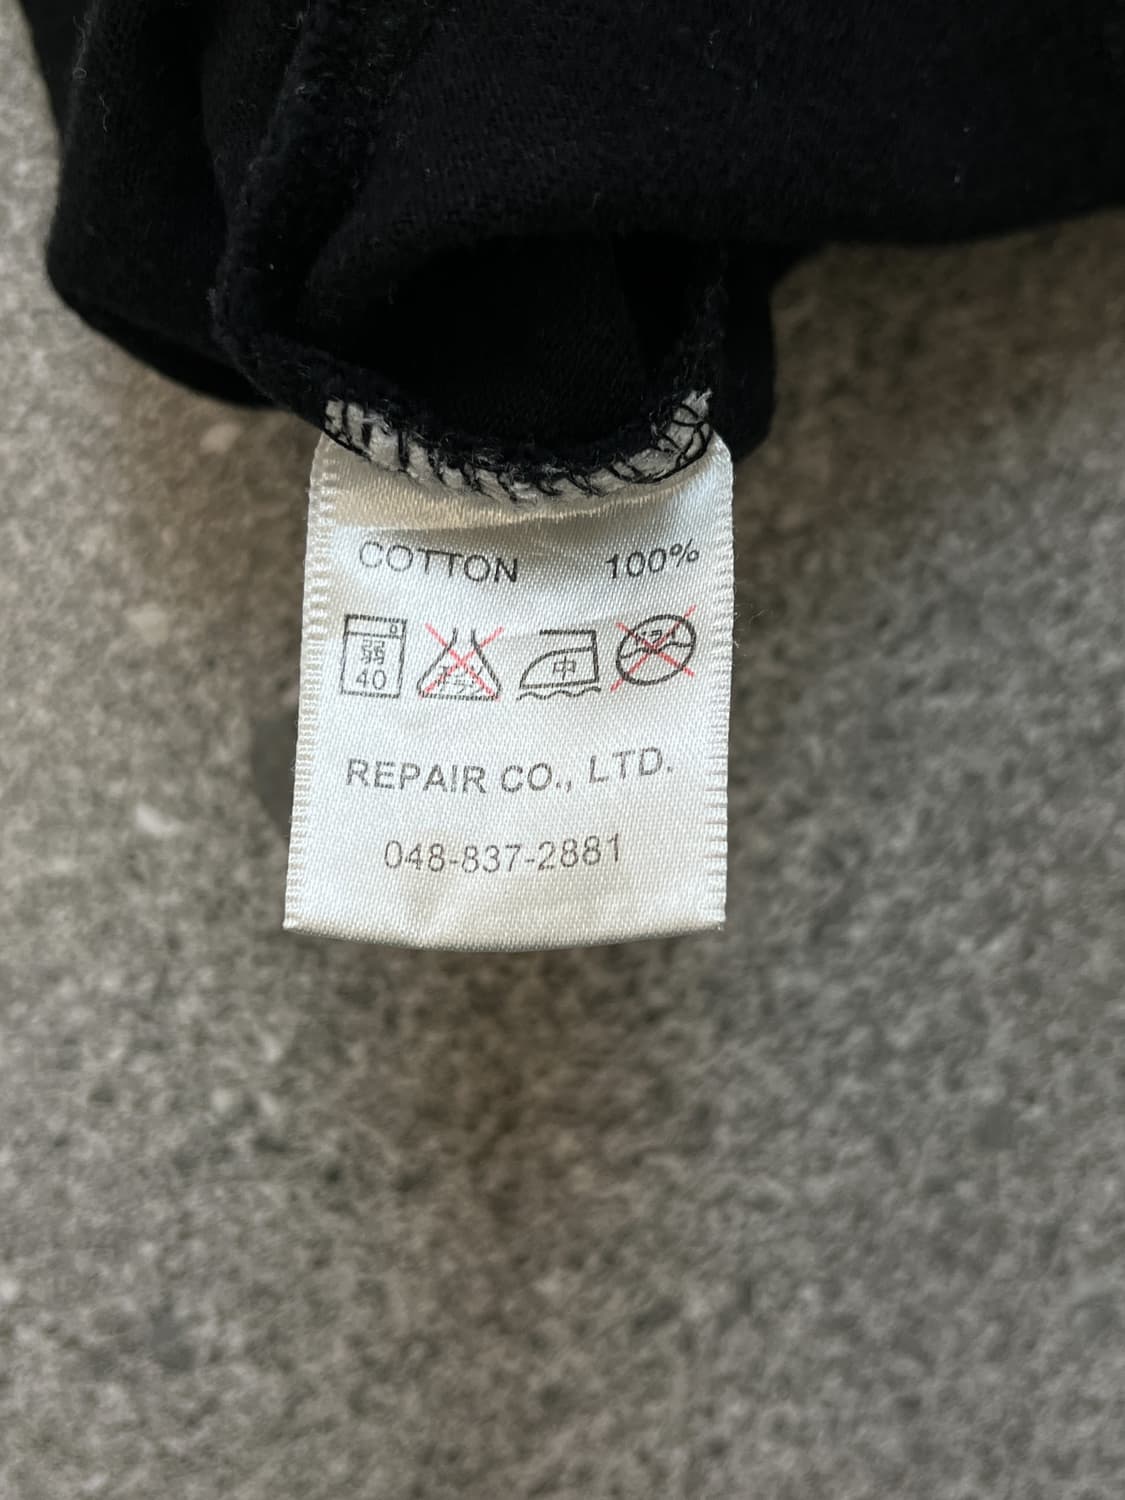 COTTON 100%
弱 中
40
REPAIR CO., LTD.
048-837-2881